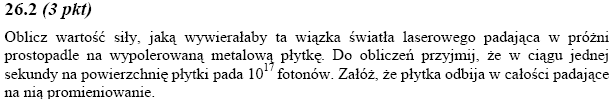 26.2 (3 pkt)
Oblicz wartość siły, jaką wywierałaby ta wiązka światła laserowego padająca w próżni
prostopadle na wypolerowaną metalową płytkę. Do obliczeń przyjmij, że w ciągu jednej
sekundy na powierzchnię płytki pada 10¹⁷ fotonów. Załóż, że płytka odbija w całości padające
na nią promieniowanie.